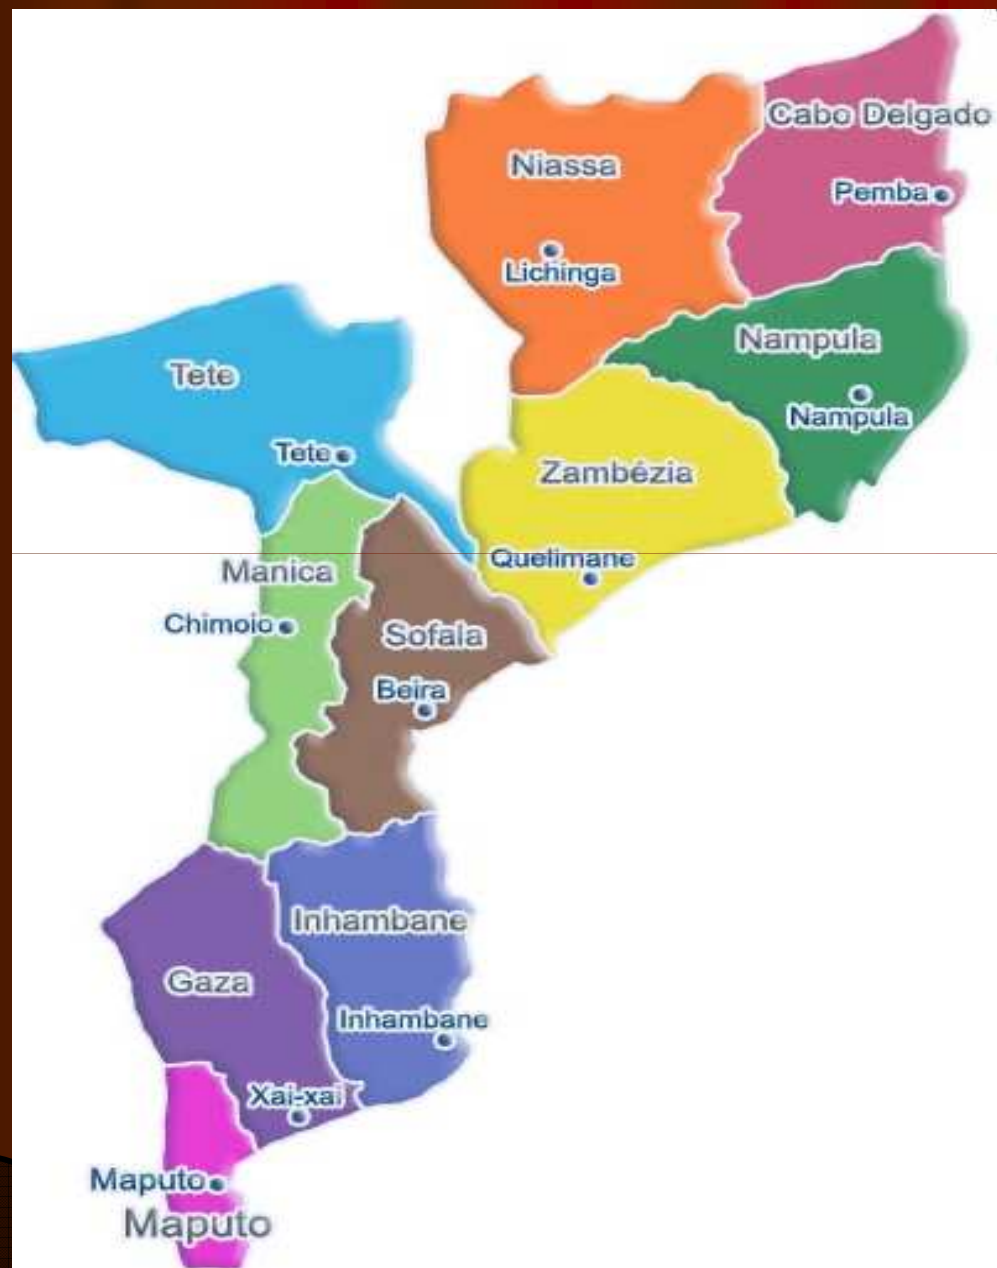 Cabo Delgado
Niassa
Pemba
Lichinga
Nampula
Tete
Nampula
Tete
Zambézia
Quelimane
Manica
Chimoio
Sofala
Beira
Inhambane
Gaza
Inhambane
Xai-xai
Maputo
Maputo